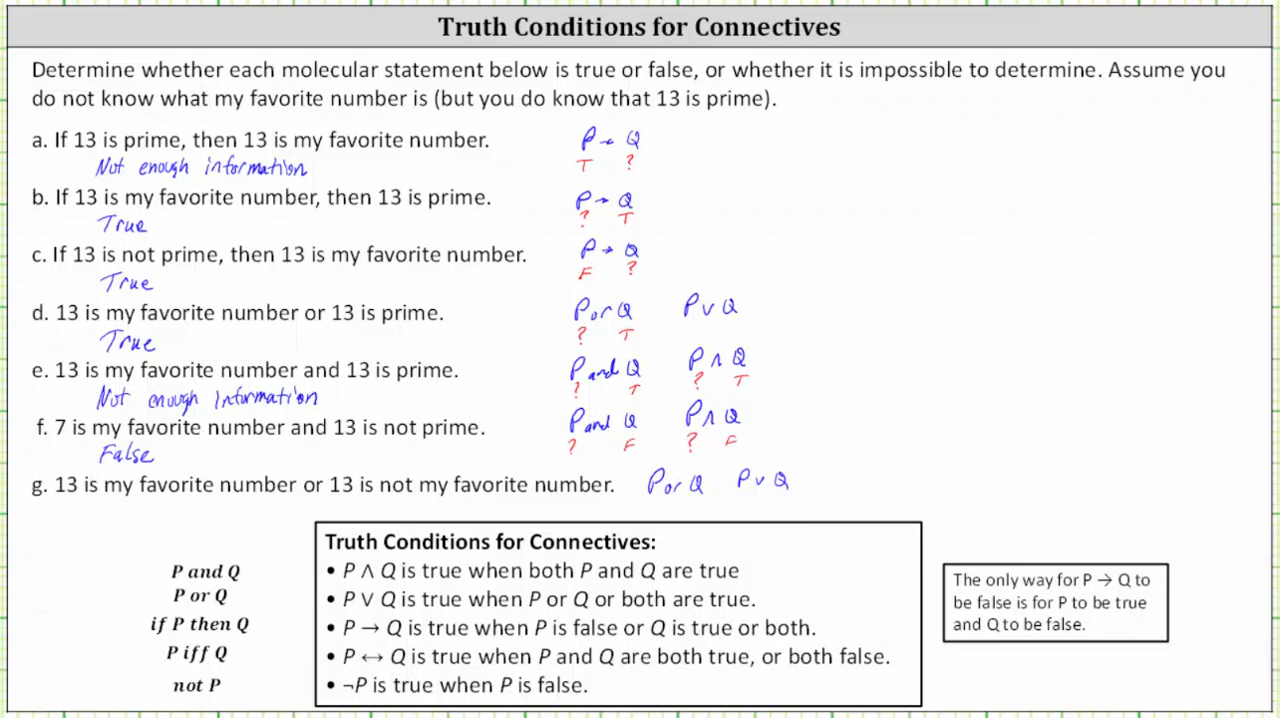 Truth Conditions for Connectives
Determine whether each molecular statement below is true or false, or whether it is impossible to determine. Assume you
do not know what my favorite number is (but you do know that 13 is prime).
a. If 13 is prime, then 13 is my favorite number. P → Q
Not enough information T ?
b. If 13 is my favorite number, then 13 is prime. P → Q
True ? T
c. If 13 is not prime, then 13 is my favorite number. P → Q
True F ?
d. 13 is my favorite number or 13 is prime. P or Q P ∨ Q
True ? T
e. 13 is my favorite number and 13 is prime. P and Q P ∧ Q
Not enough Information ? T ? T
f. 7 is my favorite number and 13 is not prime. P and Q P ∧ Q
False ? F ? F
g. 13 is my favorite number or 13 is not my favorite number. P or Q P ∨ Q
P and Q
P or Q
if P then Q
P iff Q
not P
Truth Conditions for Connectives:
• P ∧ Q is true when both P and Q are true
• P ∨ Q is true when P or Q or both are true.
• P → Q is true when P is false or Q is true or both.
• P ↔ Q is true when P and Q are both true, or both false.
• ¬P is true when P is false.
The only way for P → Q to
be false is for P to be true
and Q to be false.